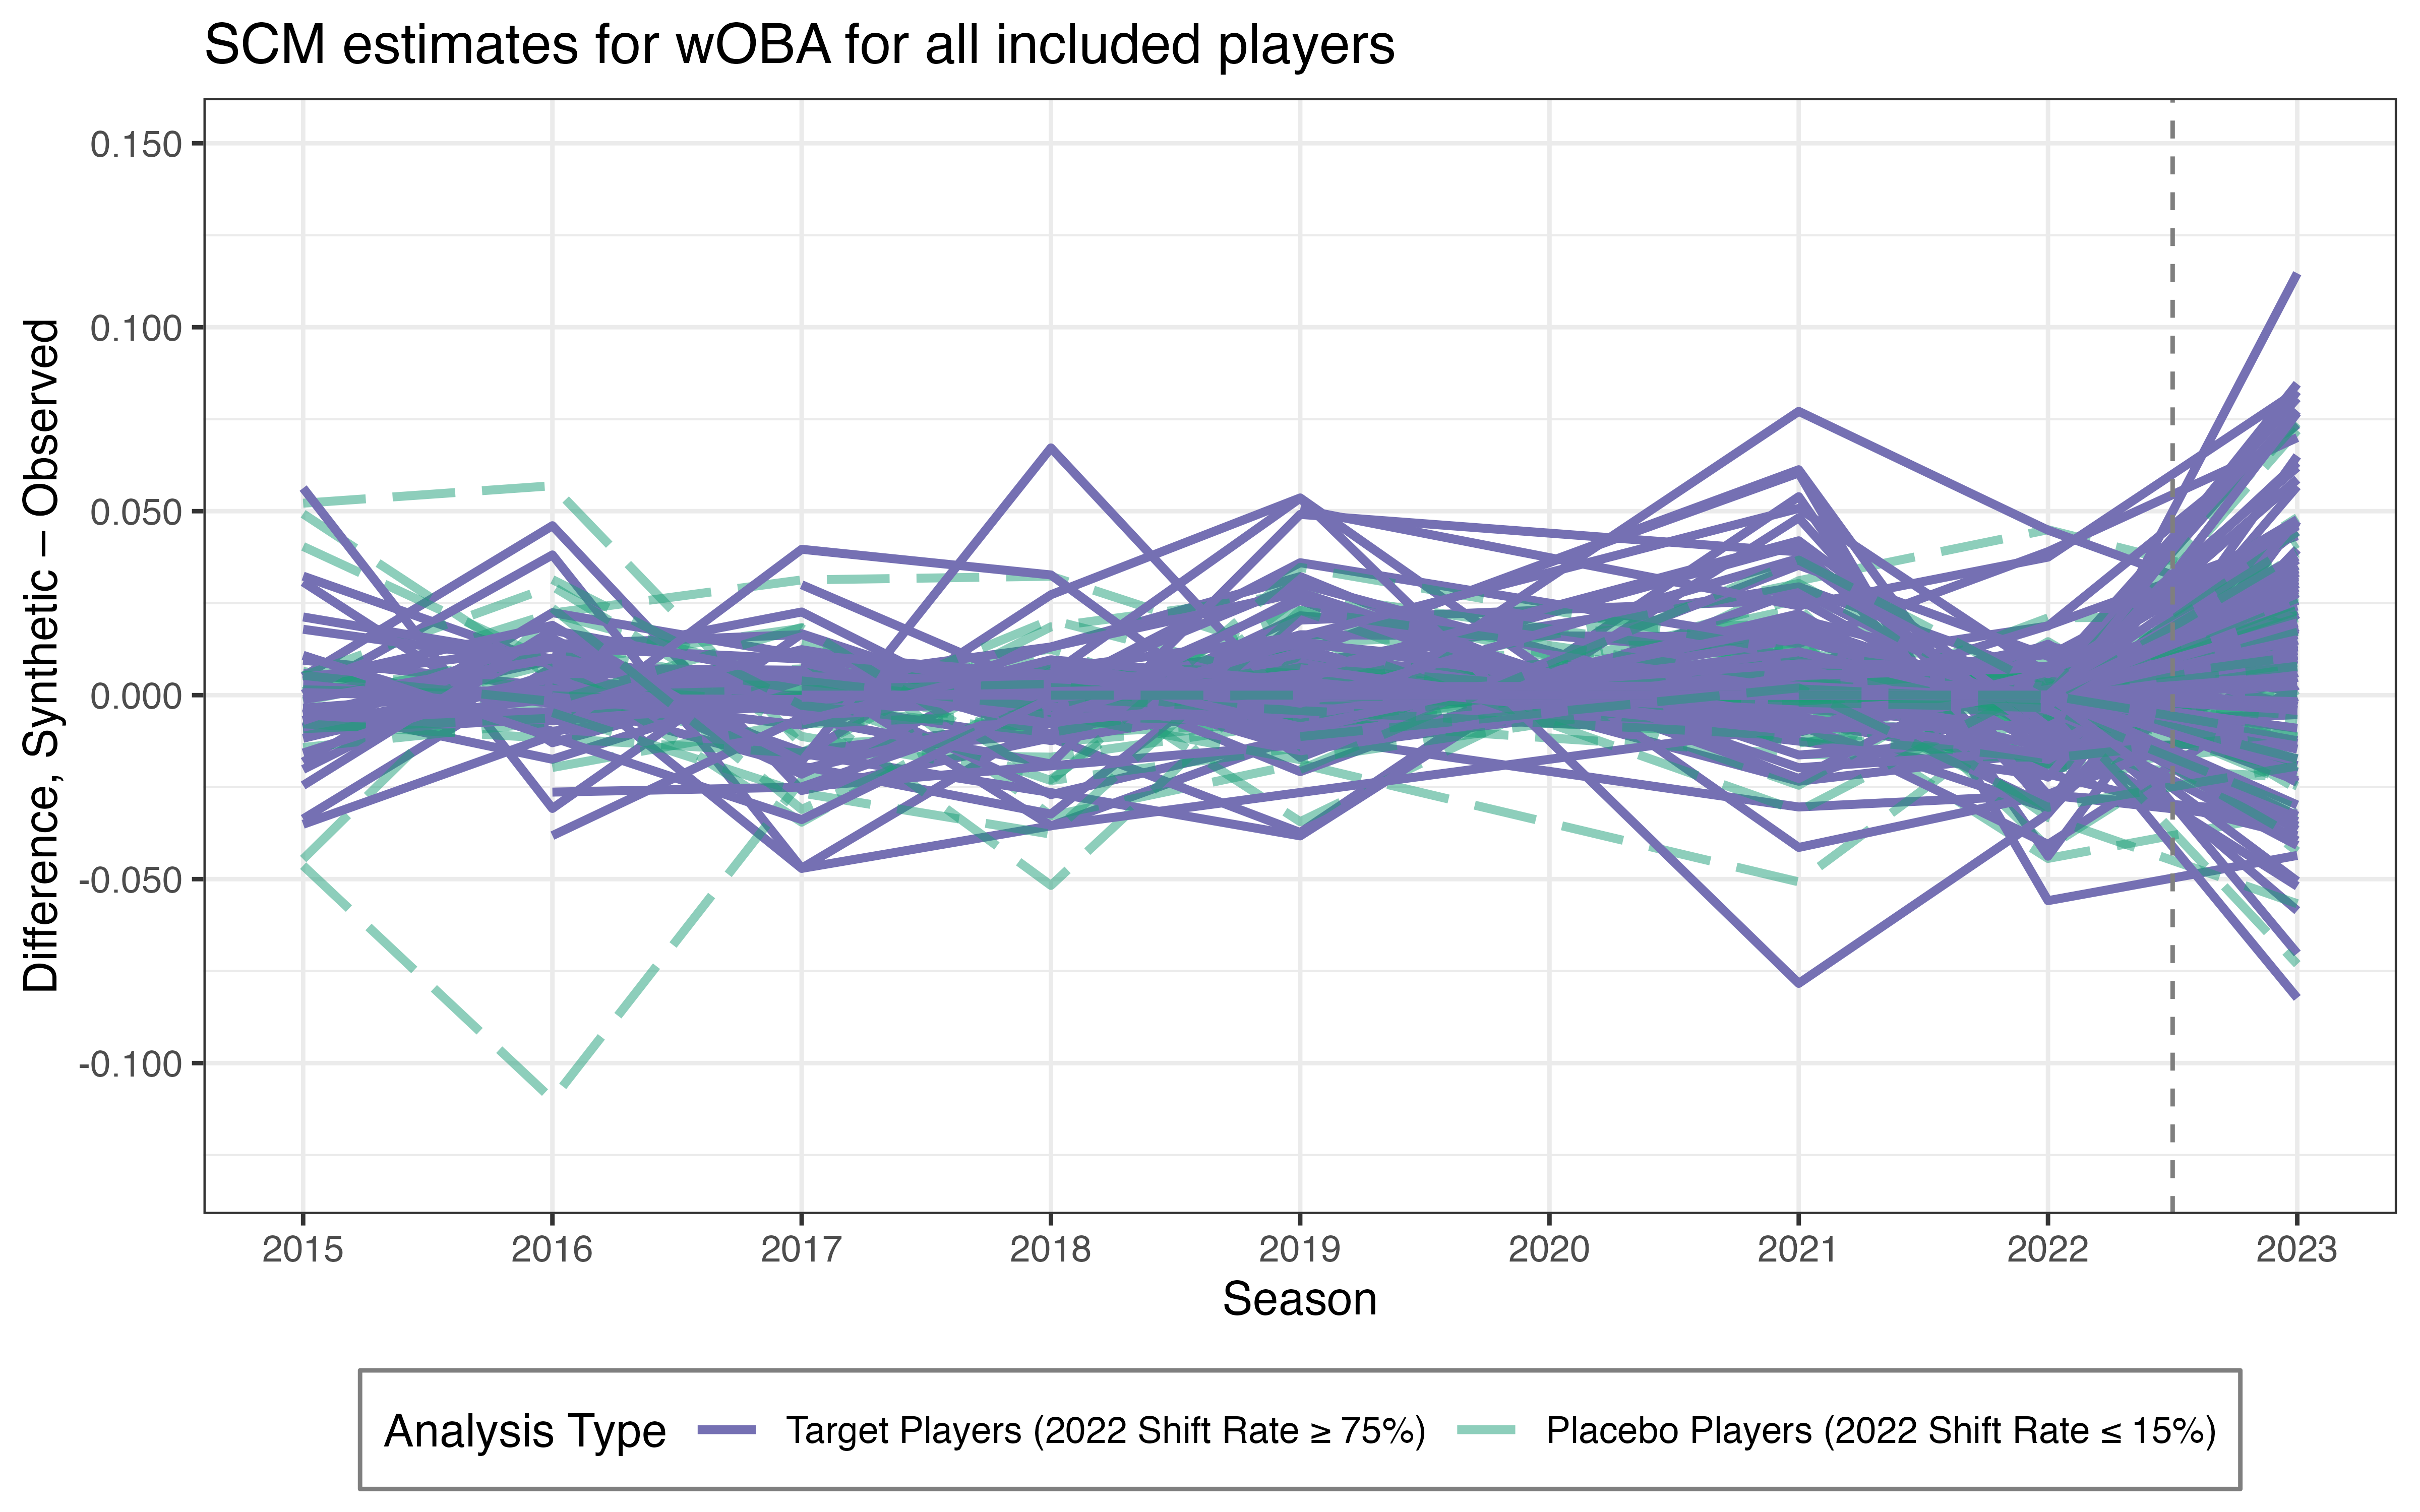 SCM estimates for wOBA for all included players
Difference, Synthetic – Observed
0.150
0.100
0.050
0.000
-0.050
-0.100
2015 2016 2017 2018 2019 2020 2021 2022 2023
Season
Analysis Type Target Players (2022 Shift Rate ≥ 75%) Placebo Players (2022 Shift Rate ≤ 15%)